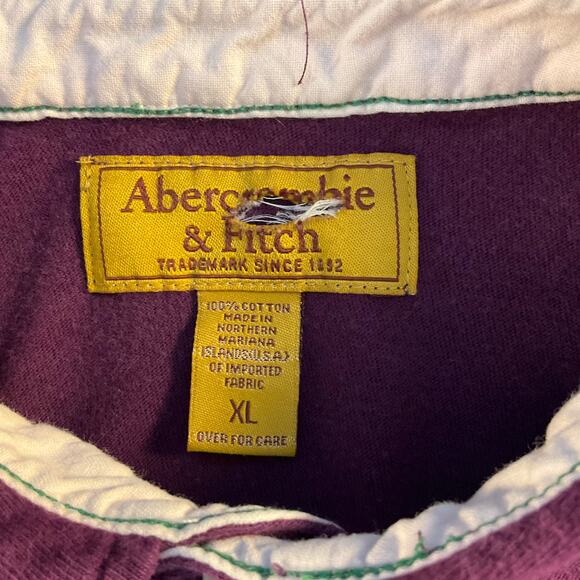 Abercrombie
& Fitch
TRADEMARK SINCE 1892
100% COTTON
MADE IN
NORTHERN
MARIANA
ISLANDS(U.S.A)
OF IMPORTED
FABRIC
XL
OVER FOR CARE